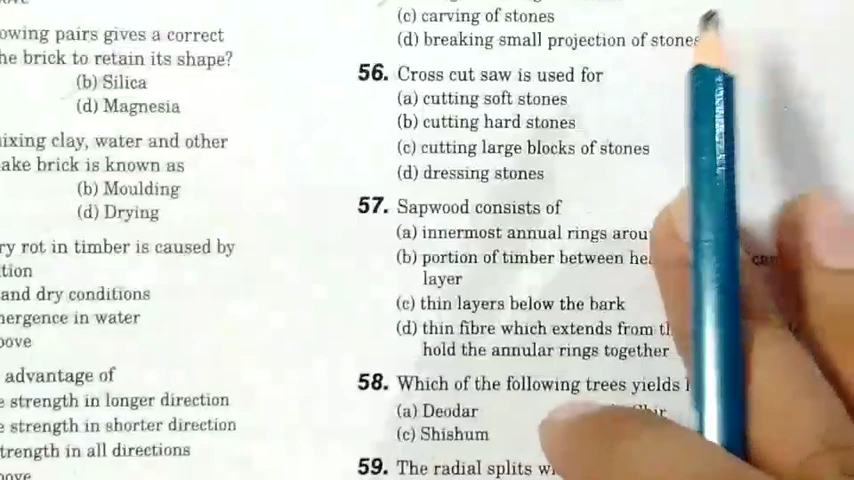 owing pairs gives a correct
he brick to retain its shape?
(b) Silica
(d) Magnesia
ixing clay, water and other
ake brick is known as
(b) Moulding
(d) Drying
ry rot in timber is caused by
tion
and dry conditions
nergence in water
bove
advantage of
e strength in longer direction
e strength in shorter direction
trength in all directions
bove
(c) carving of stones
(d) breaking small projection of stones
56. Cross cut saw is used for
(a) cutting soft stones
(b) cutting hard stones
(c) cutting large blocks of stones
(d) dressing stones
57. Sapwood consists of
(a) innermost annual rings arou
(b) portion of timber between he
layer
(c) thin layers below the bark
(d) thin fibre which extends from th
hold the annular rings together
58. Which of the following trees yields
(a) Deodar
(c) Shishum
59. The radial splits w